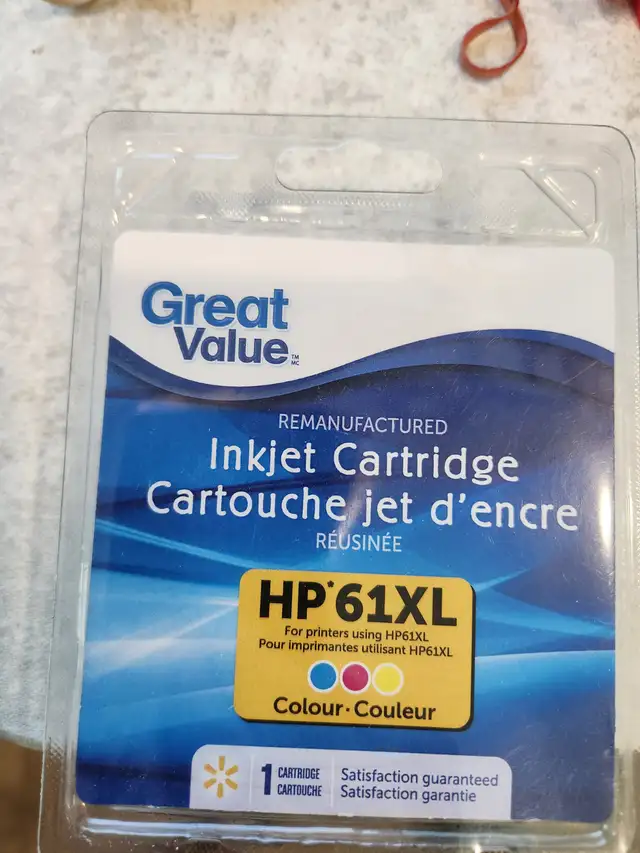 Great
Value
TM
MC
REMANUFACTURED
Inkjet Cartridge
Cartouche jet d'encre
RÉUSINÉE
HP*61XL
For printers using HP61XL
Pour imprimantes utilisant HP61XL
Colour · Couleur
1 CARTRIDGE
CARTOUCHE
Satisfaction guaranteed
Satisfaction garantie